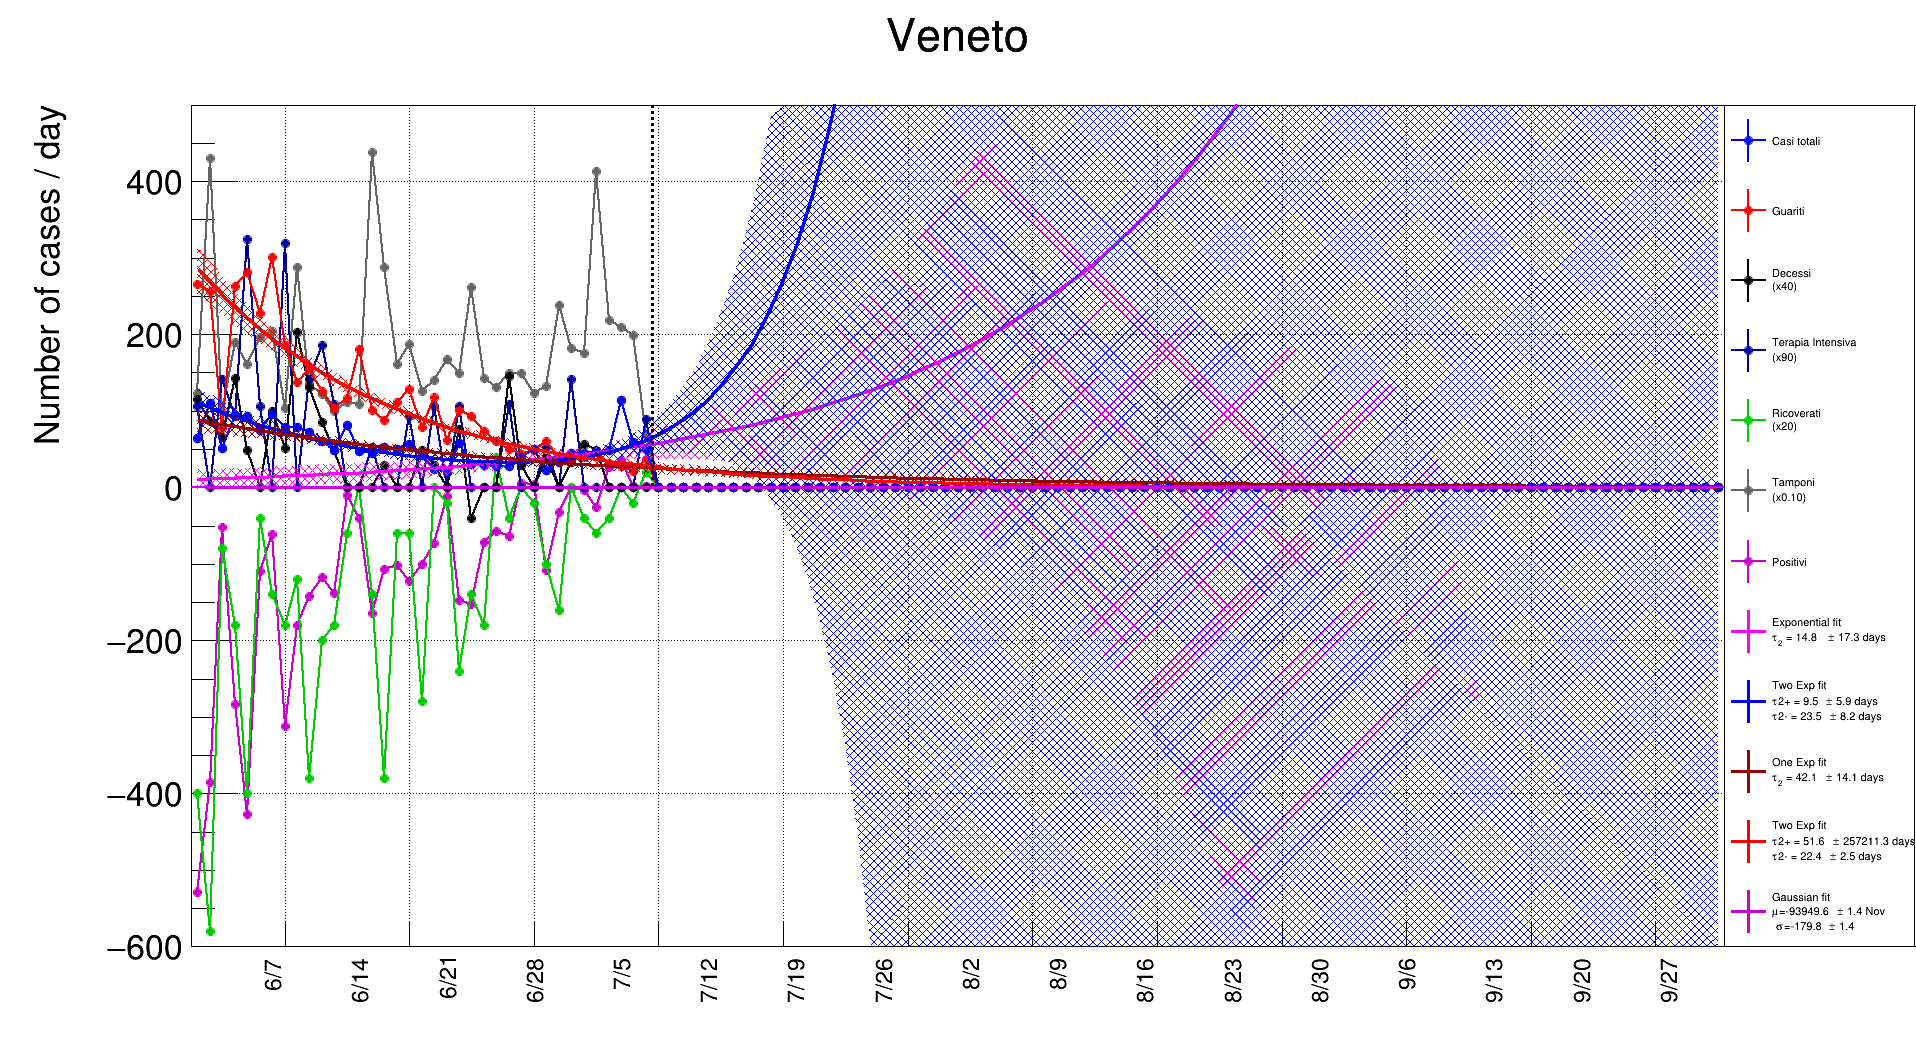 Veneto
Number of cases / day
400
200
0
−200
−400
−600
6/7
6/14
6/21
6/28
7/5
7/12
7/19
7/26
8/2
8/9
8/16
8/23
8/30
9/6
9/13
9/20
9/27
Casi totali
Guariti
Decessi
(x40)
Terapia Intensiva
(x90)
Ricoverati
(x20)
Tamponi
(x0.10)
Positivi
Exponential fit
τ2 = 14.8 ± 17.3 days
Two Exp fit
τ2+ = 9.5 ± 5.9 days
τ2- = 23.5 ± 8.2 days
One Exp fit
τ2 = 42.1 ± 14.1 days
Two Exp fit
τ2+ = 51.6 ± 257211.3 days
τ2- = 22.4 ± 2.5 days
Gaussian fit
μ=-93949.6 ± 1.4 Nov
σ=-179.8 ± 1.4